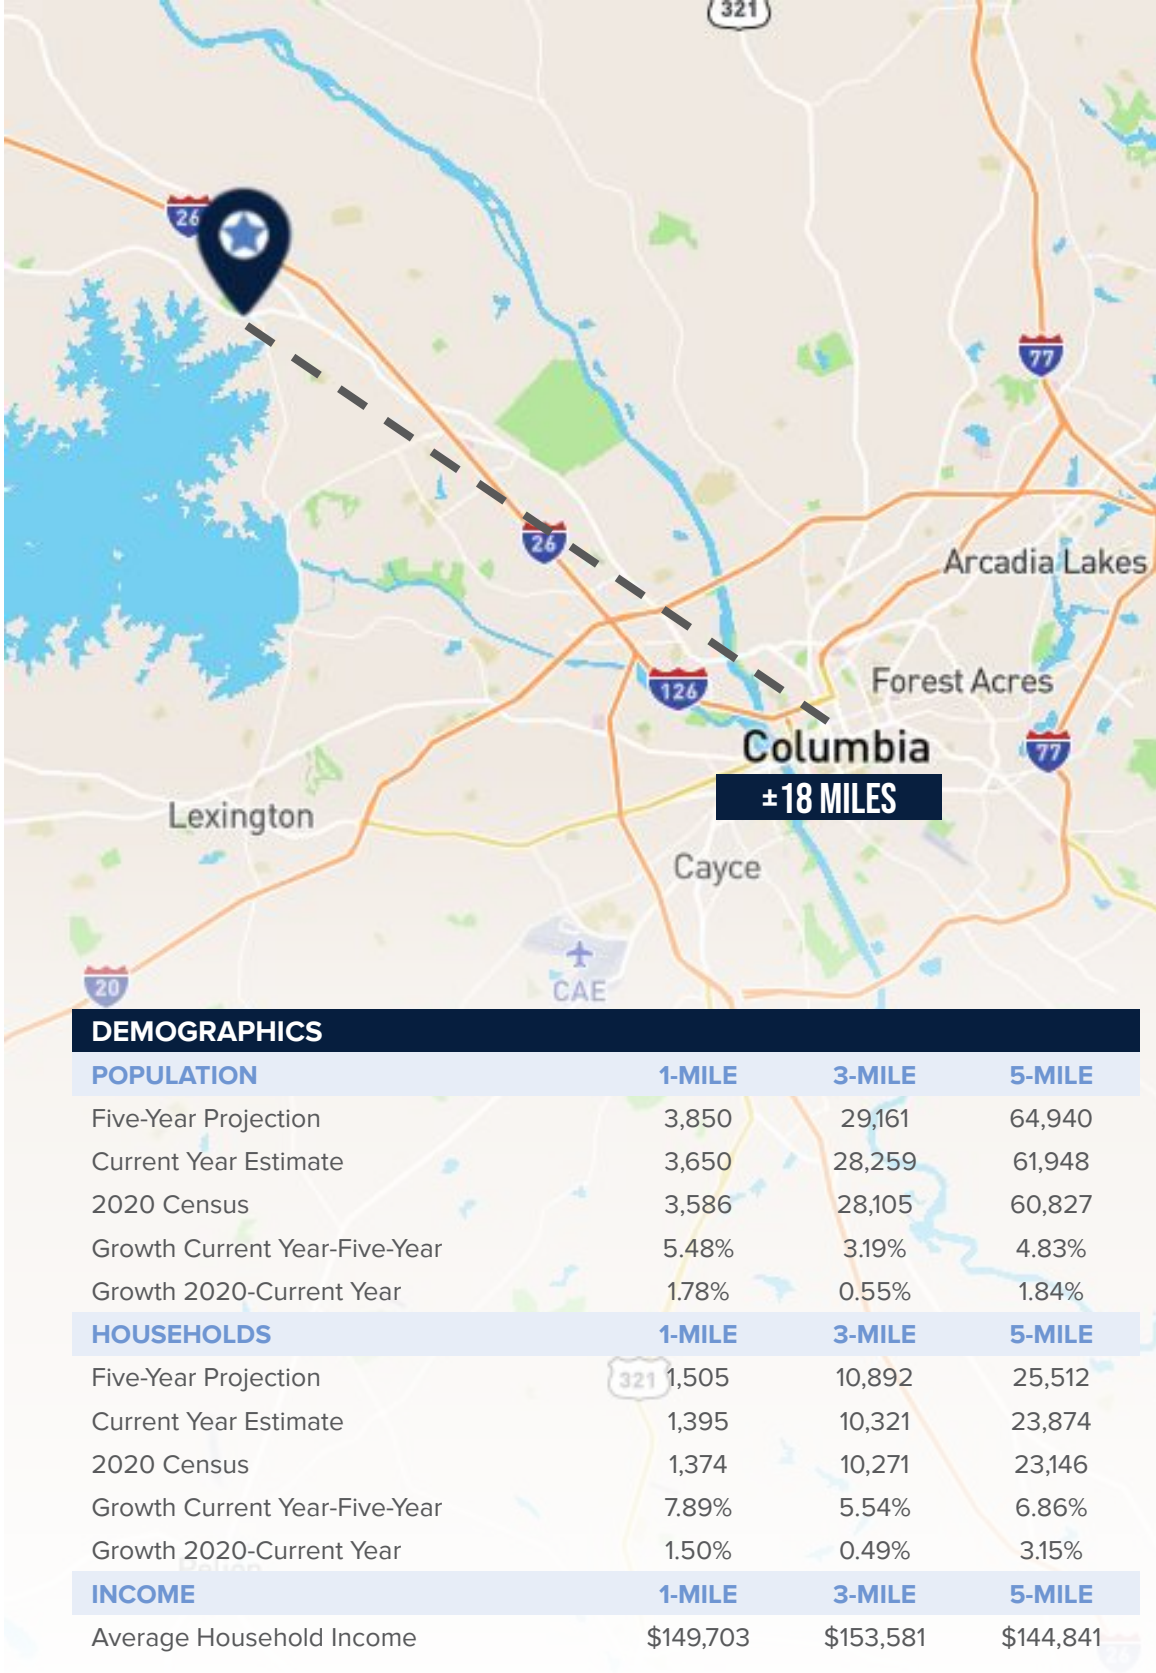 321
26
77
26
Arcadia Lakes
126
Forest Acres
Columbia
77
±18 MILES
Lexington
Cayce
20
CAE
DEMOGRAPHICS
POPULATION 1-MILE 3-MILE 5-MILE
Five-Year Projection 3,850 29,161 64,940
Current Year Estimate 3,650 28,259 61,948
2020 Census 3,586 28,105 60,827
Growth Current Year-Five-Year 5.48% 3.19% 4.83%
Growth 2020-Current Year 1.78% 0.55% 1.84%
HOUSEHOLDS 1-MILE 3-MILE 5-MILE
Five-Year Projection 321 1,505 10,892 25,512
Current Year Estimate 1,395 10,321 23,874
2020 Census 1,374 10,271 23,146
Growth Current Year-Five-Year 7.89% 5.54% 6.86%
Growth 2020-Current Year 1.50% 0.49% 3.15%
Pelion
INCOME 1-MILE 3-MILE 5-MILE
Average Household Income $149,703 $153,581 $144,841
26